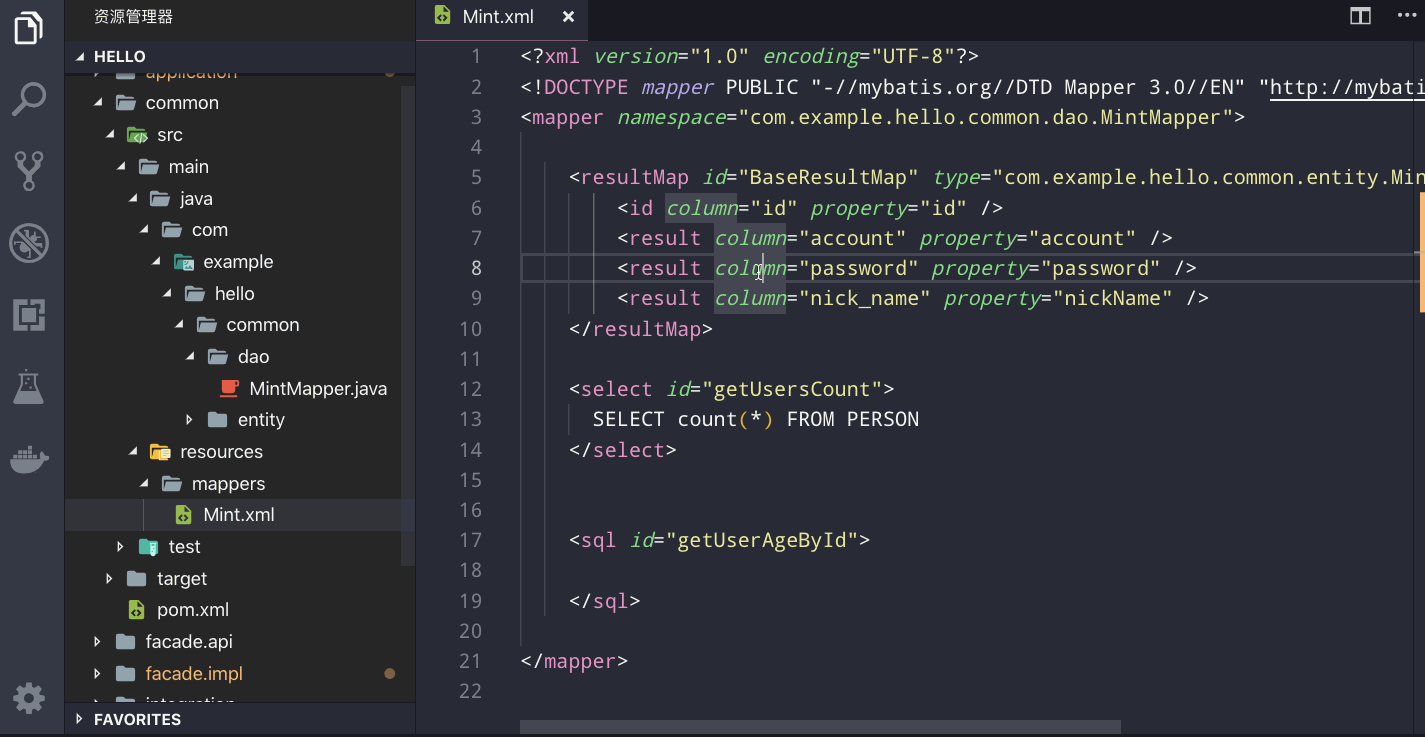 资源管理器
HELLO
application
common
src
main
java
com
example
hello
common
dao
MintMapper.java
entity
resources
mappers
Mint.xml
test
target
pom.xml
facade.api
facade.impl
integration
FAVORITES
Mint.xml
1 <?xml version="1.0" encoding="UTF-8"?>
2 <!DOCTYPE mapper PUBLIC "-//mybatis.org//DTD Mapper 3.0//EN" "http://mybati
3 <mapper namespace="com.example.hello.common.dao.MintMapper">
4
5 <resultMap id="BaseResultMap" type="com.example.hello.common.entity.Min
6 <id column="id" property="id" />
7 <result column="account" property="account" />
8 <result column="password" property="password" />
9 <result column="nick_name" property="nickName" />
10 </resultMap>
11
12 <select id="getUsersCount">
13 SELECT count(*) FROM PERSON
14 </select>
15
16
17 <sql id="getUserAgeById">
18
19 </sql>
20
21 </mapper>
22